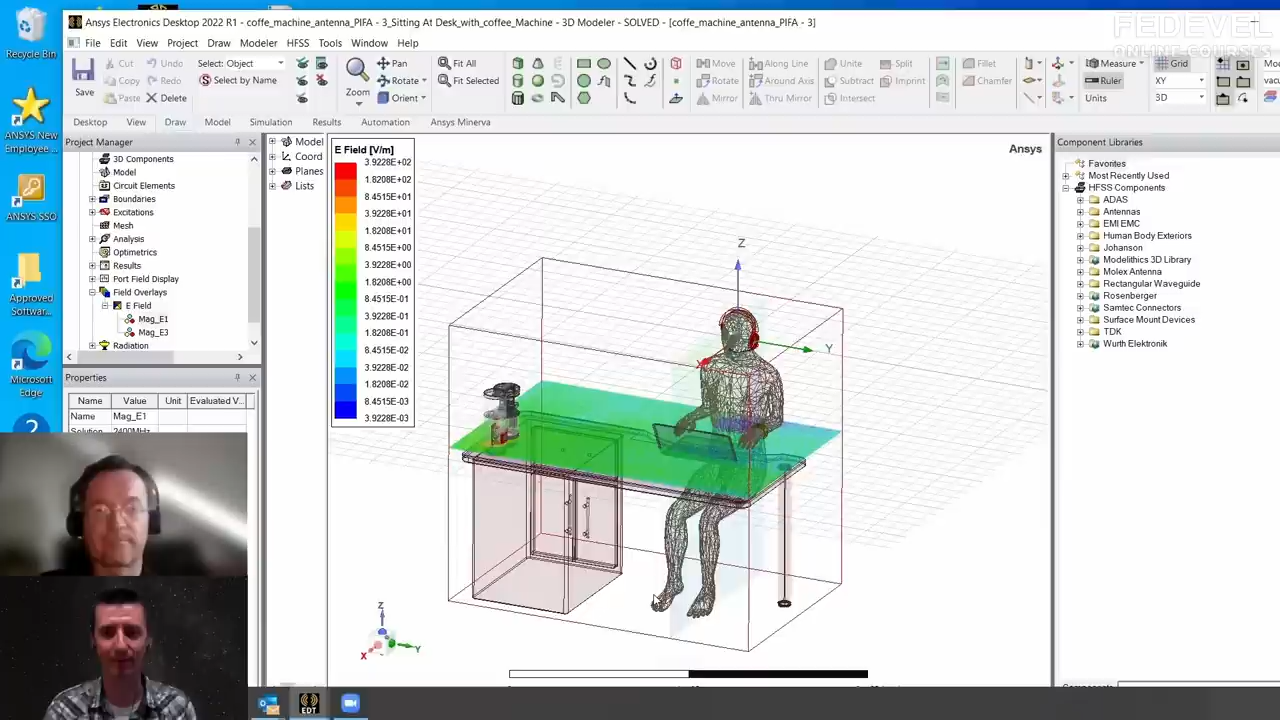 Recycle Bin
ANSYS New
Employee ...
ANSYS SSO
Approved
Softwar...
Microsoft
Edge
Ansys Electronics Desktop 2022 R1 - coffe_machine_antenna_PIFA - 3_Sitting At Desk_with_coffee_Machine - 3D Modeler - SOLVED - [coffe_machine_antenna_PIFA - 3]
FEDEVEL
ONLINE COURSES
File Edit View Project Draw Modeler HFSS Tools Window Help
Save
Cut Undo Select: Object
Copy Redo Select by Name
Paste Delete
Zoom
Pan
Rotate
Orient
Fit All
Fit Selected
Move Along Line
Rotate Around Axis
Mirror Thru Mirror
Unite Split
Subtract Imprint
Intersect
Fillet
Chamfer
Measure Grid
Ruler XY
Units 3D
Desktop View Draw Model Simulation Results Automation Ansys Minerva
Project Manager
3D Components
Model
Circuit Elements
Boundaries
Excitations
Mesh
Analysis
Optimetrics
Results
Port Field Display
Field Overlays
E Field
Mag_E1
Mag_E3
Radiation
Properties
Name Value Unit Evaluated V...
Name Mag_E1
Model
Coord
Planes
Lists
E Field [V/m]
3.9228E+02
1.8208E+02
8.4515E+01
3.9228E+01
1.8208E+01
8.4515E+00
3.9228E+00
1.8208E+00
8.4515E-01
3.9228E-01
1.8208E-01
8.4515E-02
3.9228E-02
1.8208E-02
8.4515E-03
3.9228E-03
Ansys
Z
Y
X
Z
Y
X
Component Libraries
Favorites
Most Recently Used
HFSS Components
ADAS
Antennas
EMI EMC
Human Body Exteriors
Johanson
Modelithics 3D Library
Molex Antenna
Rectangular Waveguide
Rosenberger
Samtec Connectors
Surface Mount Devices
TDK
Wurth Elektronik
EDT